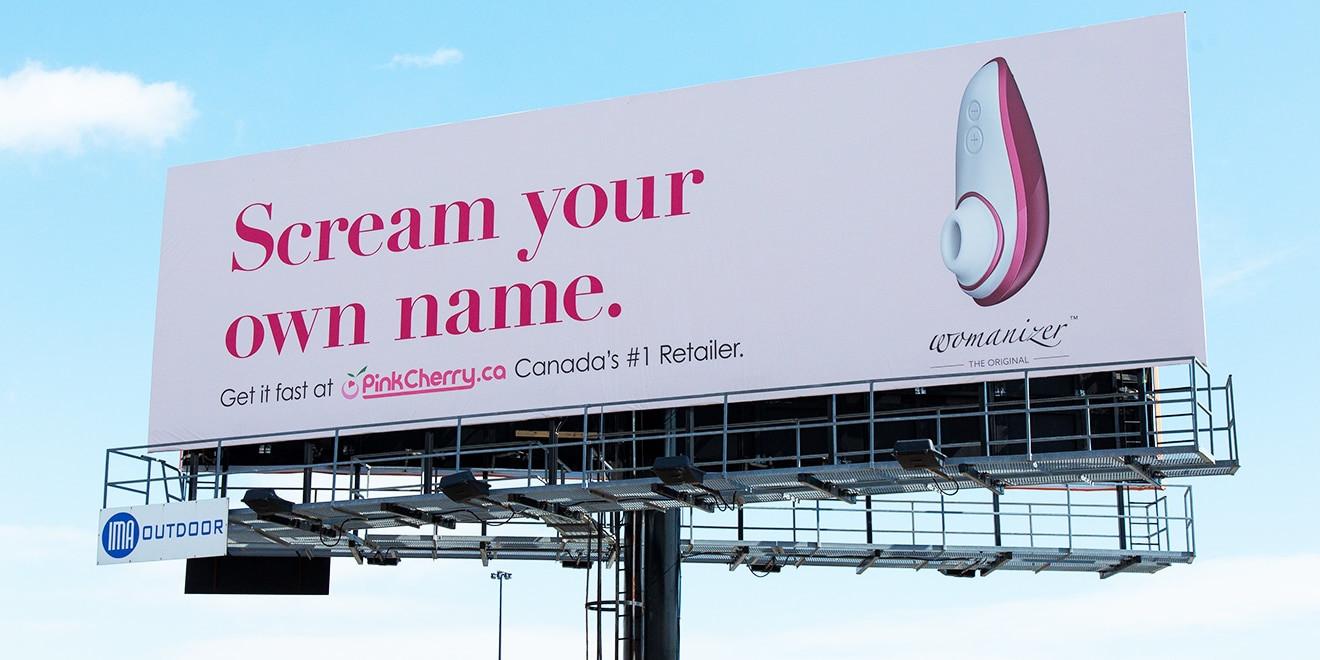 Scream your
own name.
Get it fast at PinkCherry.ca Canada's #1 Retailer.
womanizer™
THE ORIGINAL
IMA OUTDOOR